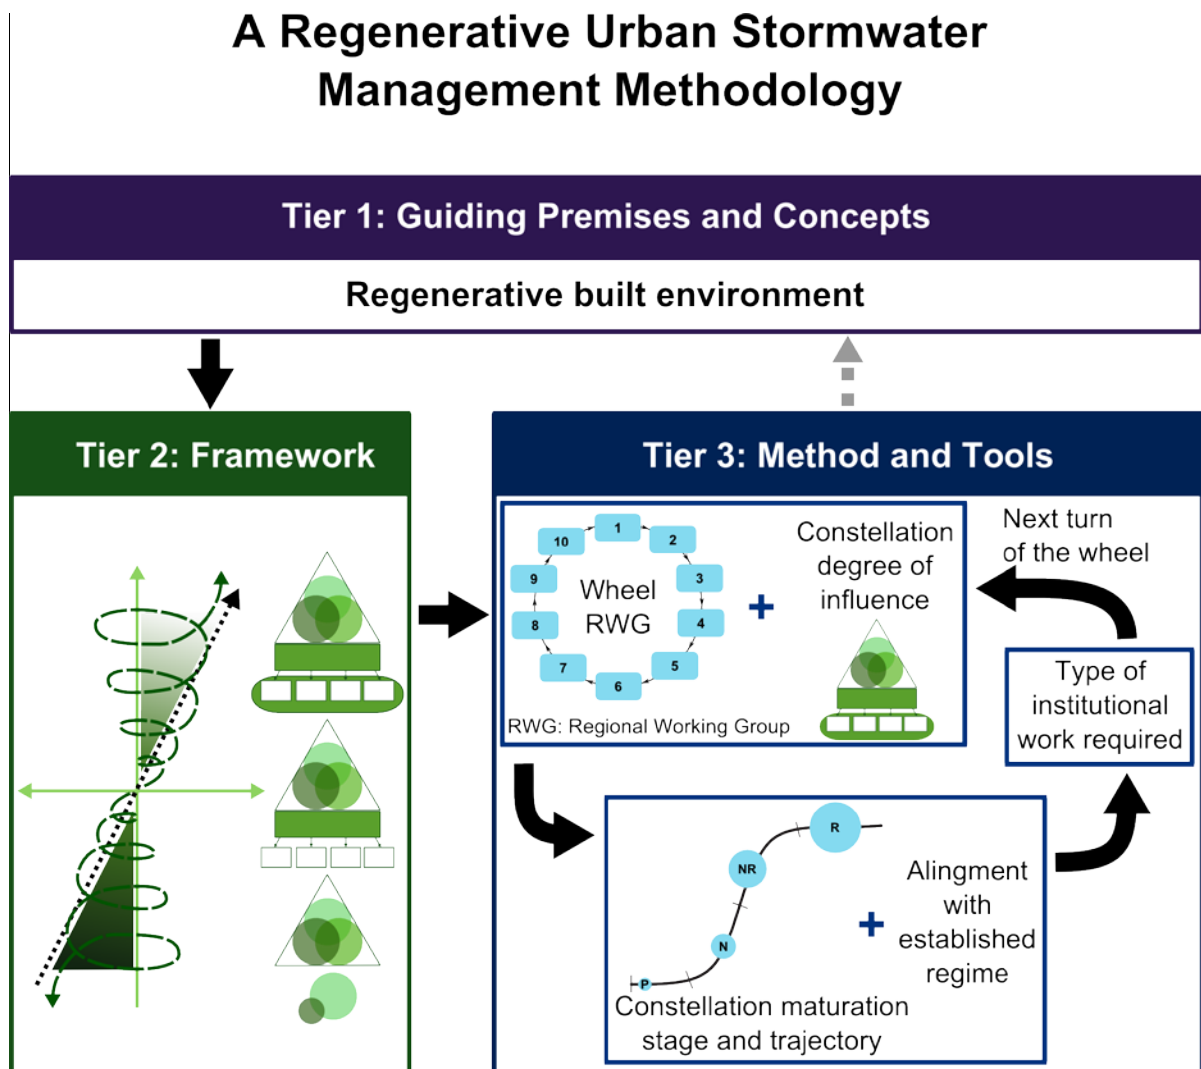 A Regenerative Urban Stormwater
Management Methodology
Tier 1: Guiding Premises and Concepts
Regenerative built environment
Tier 2: Framework
Tier 3: Method and Tools
1
2
3
4
5
6
7
8
9
10
Wheel
RWG
+
Constellation
degree of
influence
RWG: Regional Working Group
Next turn
of the wheel
Type of
institutional
work required
P
N
NR
R
+
Alingment
with
established
regime
Constellation maturation
stage and trajectory